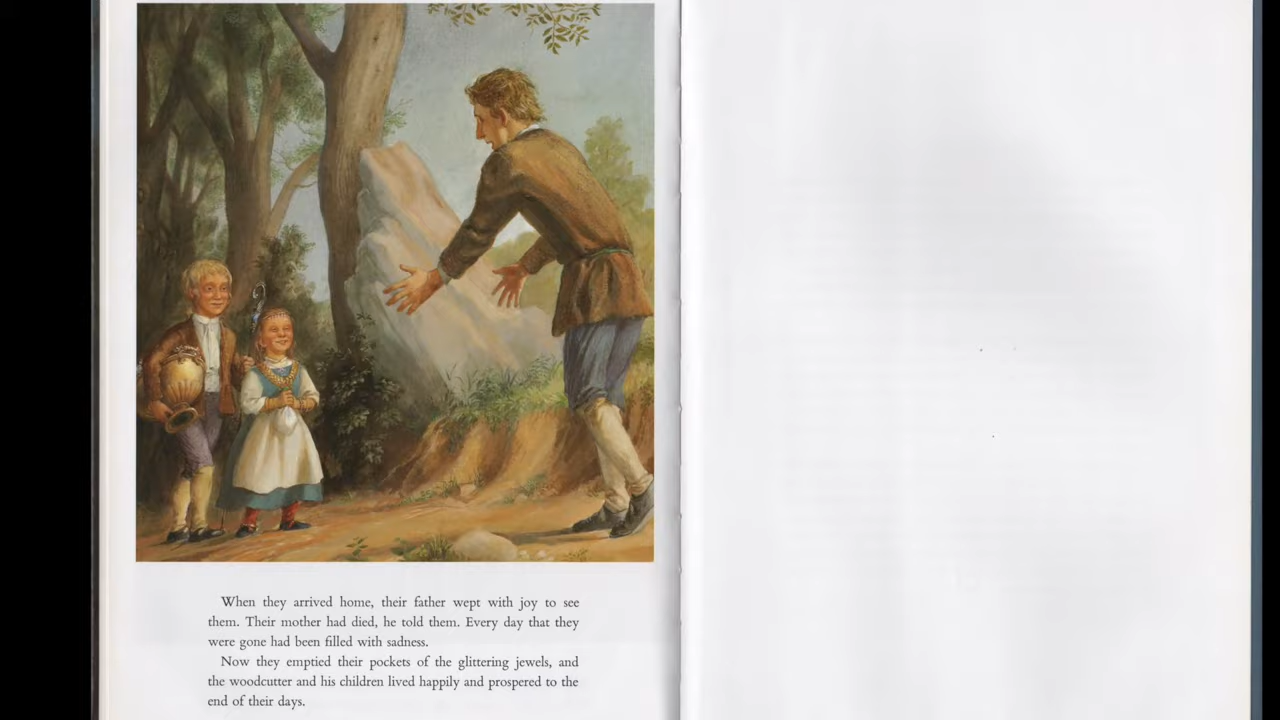 When they arrived home, their father wept with joy to see
them. Their mother had died, he told them. Every day that they
were gone had been filled with sadness.
Now they emptied their pockets of the glittering jewels, and
the woodcutter and his children lived happily and prospered to the
end of their days.